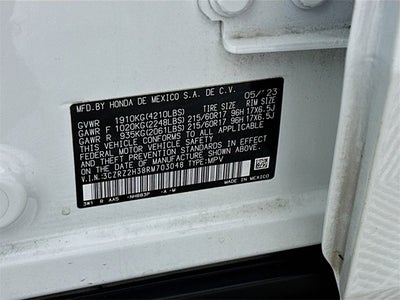 MFD.BY HONDA DE MEXICO S.A. DE C.V. 05/'23
TIRE SIZE RIM SIZE
GVWR 1910KG(4210LBS)
GAWR F 1020KG(2248LBS) 215/60R17 96H 17X6.5J
GAWR R 935KG(2061LBS) 215/60R17 96H 17X6.5J
THIS VEHICLE CONFORMS TO ALL APPLICABLE
FEDERAL MOTOR VEHICLE SAFETY
AND THEFT PREVENTION STANDARDS IN EFFECT
ON THE DATE OF MANUFACTURE SHOWN ABOVE.
V.I.N.:3CZRZ2H38RM703048 TYPE:MPV
3W1 R AAS -NH883P -A -M
MADE IN MEXICO